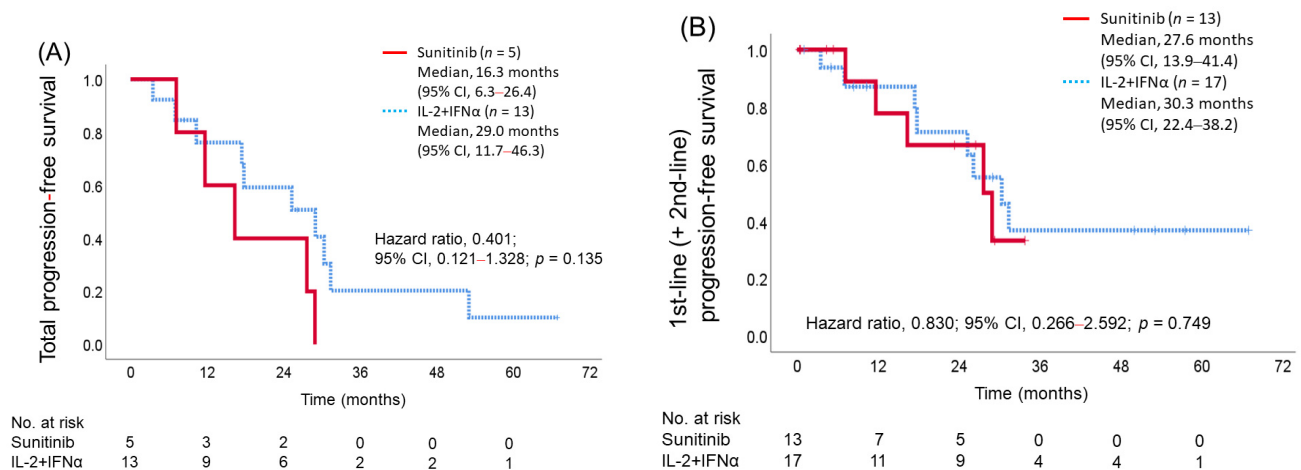 (A)
Sunitinib (n = 5)
Median, 16.3 months
(95% CI, 6.3–26.4)
IL-2+IFNα (n = 13)
Median, 29.0 months
(95% CI, 11.7–46.3)
Total progression-free survival
1.0
0.8
0.6
0.4
0.2
0.0
Hazard ratio, 0.401;
95% CI, 0.121–1.328; p = 0.135
0 12 24 36 48 60 72
Time (months)
No. at risk
Sunitinib 5 3 2 0 0 0
IL-2+IFNα 13 9 6 2 2 1
(B)
Sunitinib (n = 13)
Median, 27.6 months
(95% CI, 13.9–41.4)
IL-2+IFNα (n = 17)
Median, 30.3 months
(95% CI, 22.4–38.2)
1st-line (+ 2nd-line)
progression-free survival
1.0
0.8
0.6
0.4
0.2
0.0
Hazard ratio, 0.830; 95% CI, 0.266–2.592; p = 0.749
0 12 24 36 48 60 72
Time (months)
No. at risk
Sunitinib 13 7 5 0 0 0
IL-2+IFNα 17 11 9 4 4 1